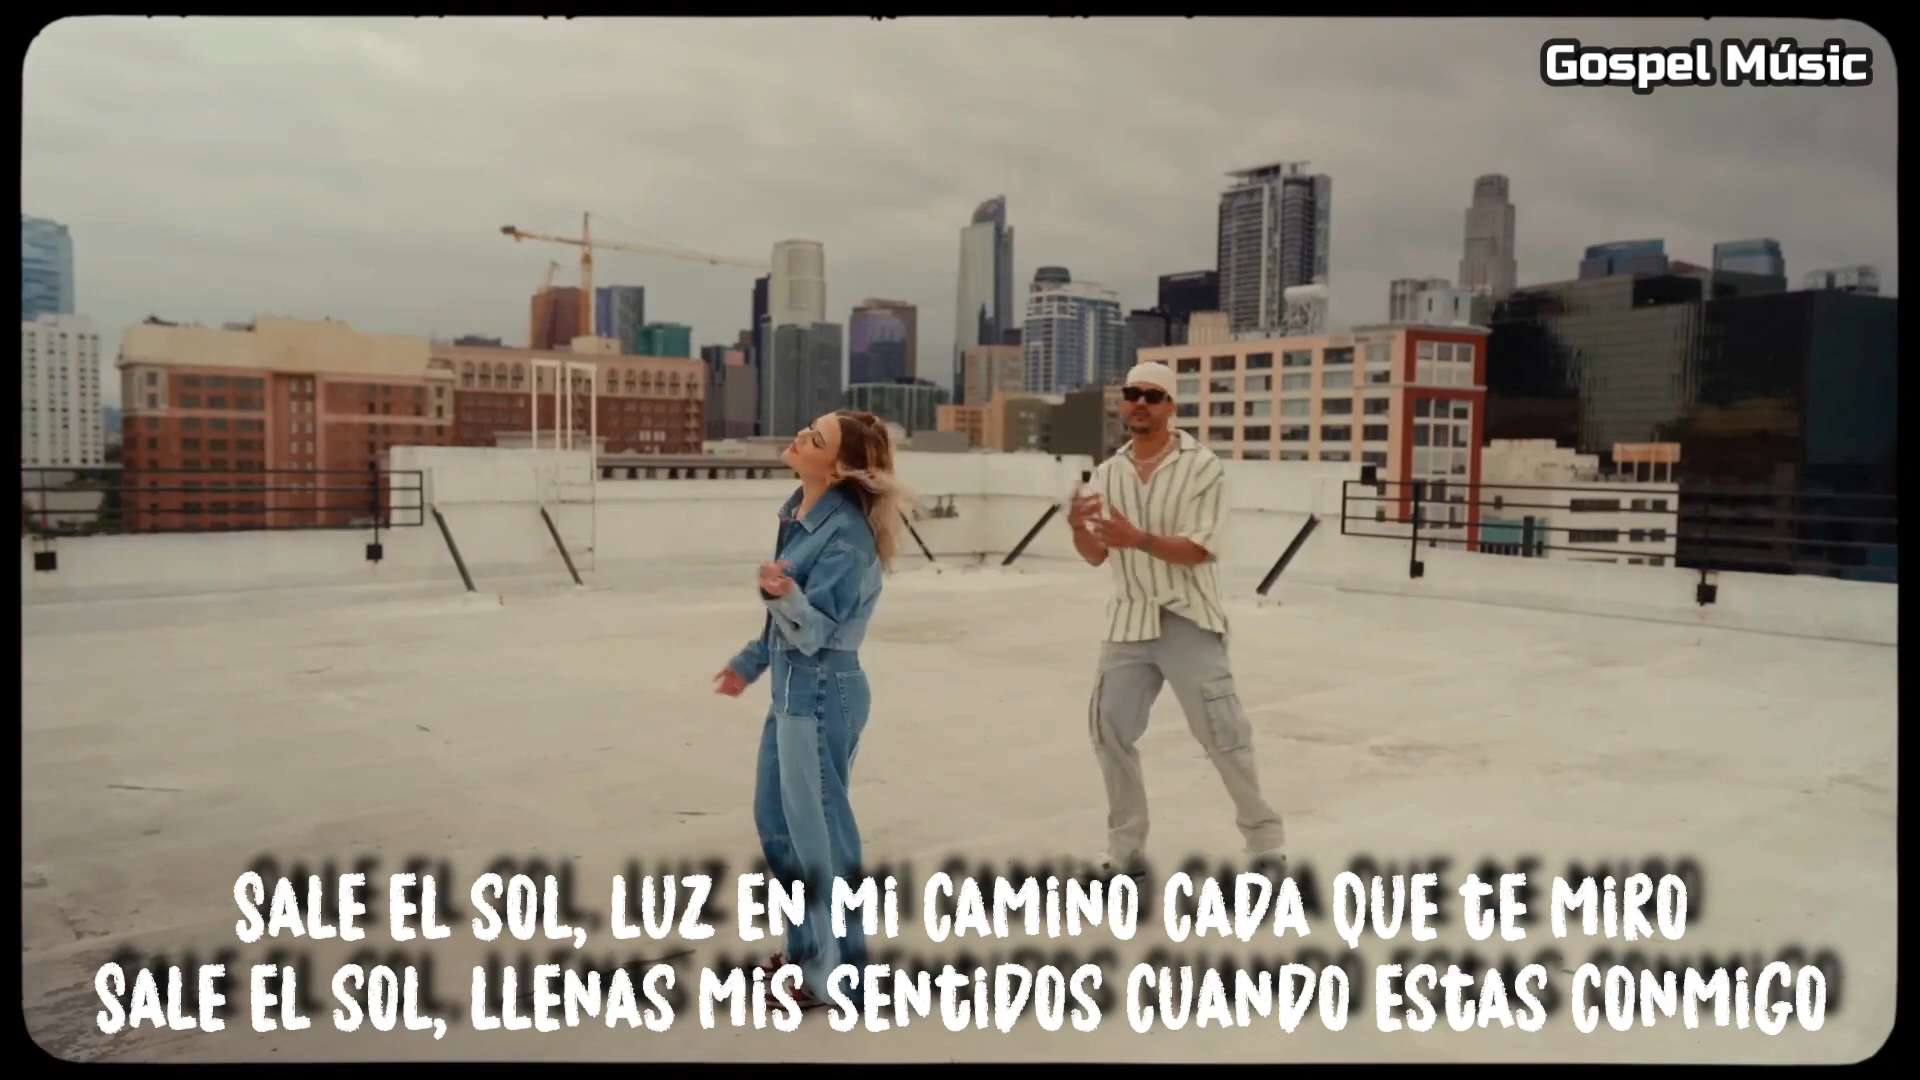 Gospel Músic
SALE EL SOL, LUZ EN Mi CAMiNO CADA QUE tE MiRO
SALE EL SOL, LLENAS MiS SENtiDOS CUANDO EStAS CONMiGO